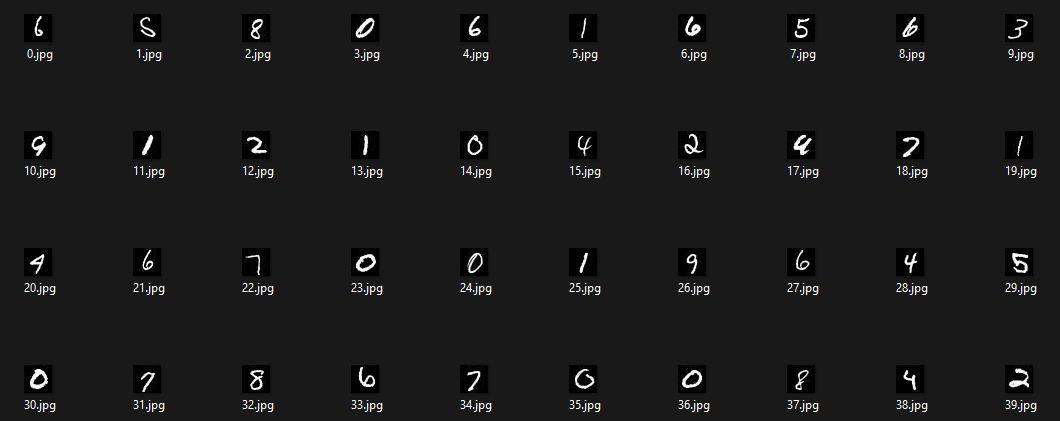 6 5 8 0 6 1 6 5 6 3
0.jpg 1.jpg 2.jpg 3.jpg 4.jpg 5.jpg 6.jpg 7.jpg 8.jpg 9.jpg
9 1 2 1 0 4 2 9 7 1
10.jpg 11.jpg 12.jpg 13.jpg 14.jpg 15.jpg 16.jpg 17.jpg 18.jpg 19.jpg
4 6 7 0 0 1 9 6 4 5
20.jpg 21.jpg 22.jpg 23.jpg 24.jpg 25.jpg 26.jpg 27.jpg 28.jpg 29.jpg
0 7 8 6 7 0 0 8 4 2
30.jpg 31.jpg 32.jpg 33.jpg 34.jpg 35.jpg 36.jpg 37.jpg 38.jpg 39.jpg